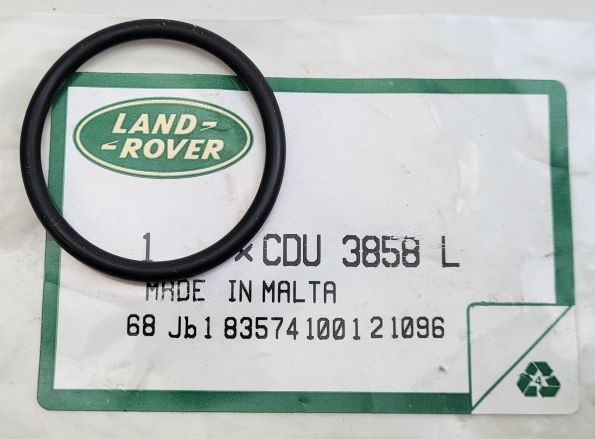 LAND-
-ROVER
1 x CDU 3858 L
MADE IN MALTA
68 Jb1 83574100121096
4